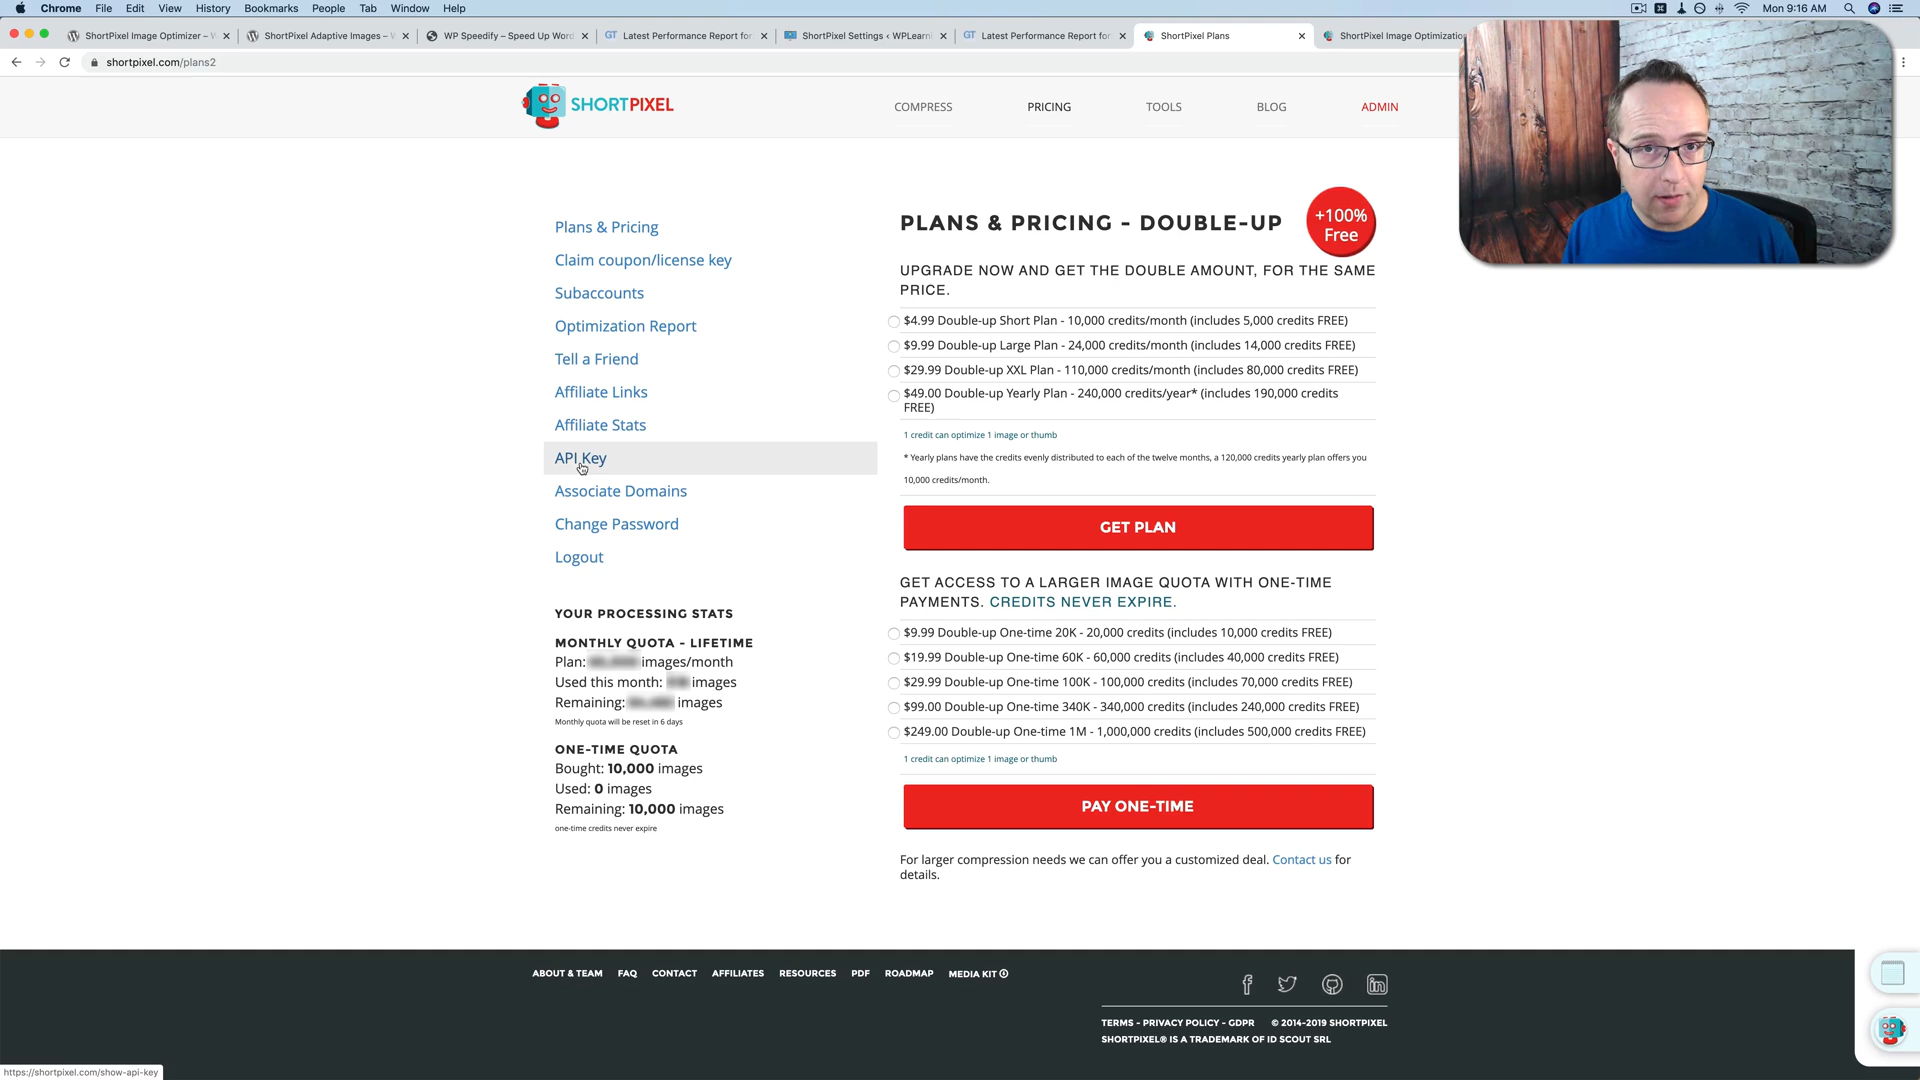 Chrome File Edit View History Bookmarks People Tab Window Help
Mon 9:16 AM
ShortPixel Image Optimizer – W
ShortPixel Adaptive Images – W
WP Speedify – Speed Up Word
GT Latest Performance Report for
ShortPixel Settings ‹ WPLearn
GT Latest Performance Report for
ShortPixel Plans
ShortPixel Image Optimization
shortpixel.com/plans2
SHORTPIXEL
COMPRESS
PRICING
TOOLS
BLOG
ADMIN
Plans & Pricing
Claim coupon/license key
Subaccounts
Optimization Report
Tell a Friend
Affiliate Links
Affiliate Stats
API Key
Associate Domains
Change Password
Logout
YOUR PROCESSING STATS
MONTHLY QUOTA - LIFETIME
Plan: images/month
Used this month: images
Remaining: images
Monthly quota will be reset in 6 days
ONE-TIME QUOTA
Bought: 10,000 images
Used: 0 images
Remaining: 10,000 images
one-time credits never expire
PLANS & PRICING - DOUBLE-UP
+100%
Free
UPGRADE NOW AND GET THE DOUBLE AMOUNT, FOR THE SAME
PRICE.
$4.99 Double-up Short Plan - 10,000 credits/month (includes 5,000 credits FREE)
$9.99 Double-up Large Plan - 24,000 credits/month (includes 14,000 credits FREE)
$29.99 Double-up XXL Plan - 110,000 credits/month (includes 80,000 credits FREE)
$49.00 Double-up Yearly Plan - 240,000 credits/year* (includes 190,000 credits
FREE)
1 credit can optimize 1 image or thumb
* Yearly plans have the credits evenly distributed to each of the twelve months, a 120,000 credits yearly plan offers you
10,000 credits/month.
GET PLAN
GET ACCESS TO A LARGER IMAGE QUOTA WITH ONE-TIME
PAYMENTS. CREDITS NEVER EXPIRE.
$9.99 Double-up One-time 20K - 20,000 credits (includes 10,000 credits FREE)
$19.99 Double-up One-time 60K - 60,000 credits (includes 40,000 credits FREE)
$29.99 Double-up One-time 100K - 100,000 credits (includes 70,000 credits FREE)
$99.00 Double-up One-time 340K - 340,000 credits (includes 240,000 credits FREE)
$249.00 Double-up One-time 1M - 1,000,000 credits (includes 500,000 credits FREE)
1 credit can optimize 1 image or thumb
PAY ONE-TIME
For larger compression needs we can offer you a customized deal. Contact us for
details.
ABOUT & TEAM FAQ CONTACT AFFILIATES RESOURCES PDF ROADMAP MEDIA KIT
TERMS - PRIVACY POLICY - GDPR © 2014-2019 SHORTPIXEL
SHORTPIXEL® IS A TRADEMARK OF ID SCOUT SRL
https://shortpixel.com/show-api-key